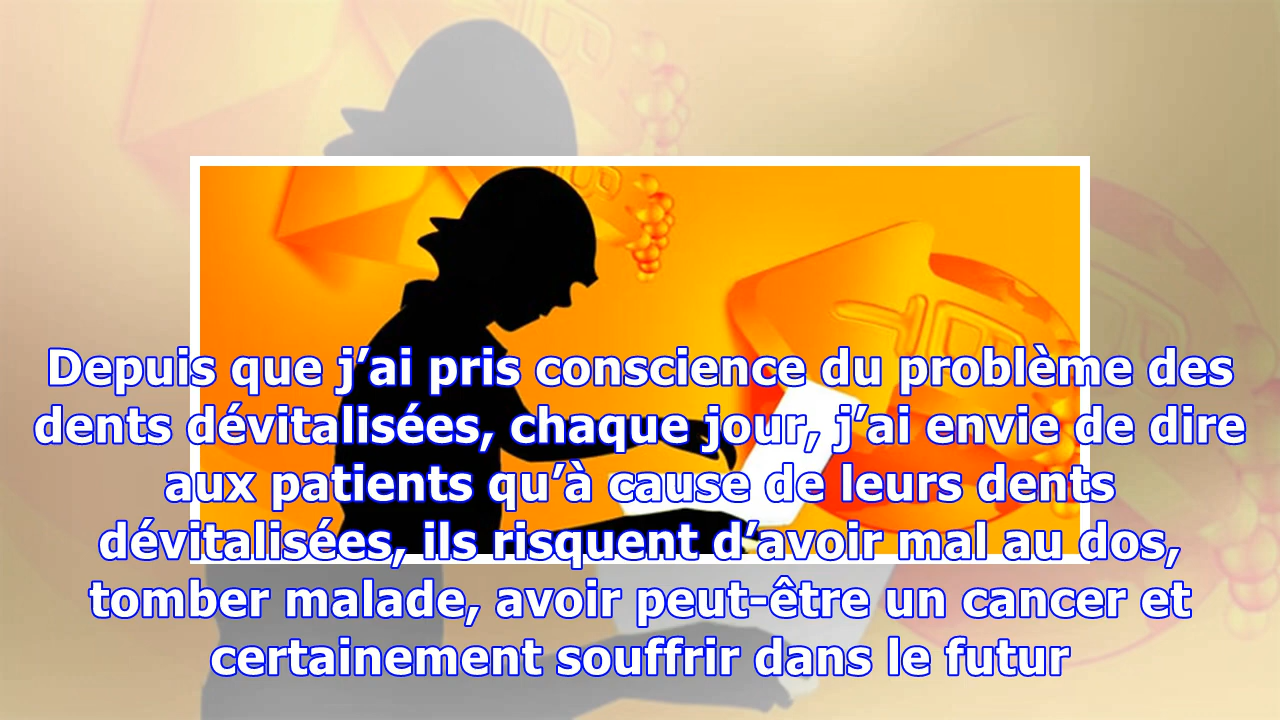 Depuis que j’ai pris conscience du problème des
dents dévitalisées, chaque jour, j’ai envie de dire
aux patients qu’à cause de leurs dents
dévitalisées, ils risquent d’avoir mal au dos,
tomber malade, avoir peut-être un cancer et
certainement souffrir dans le futur